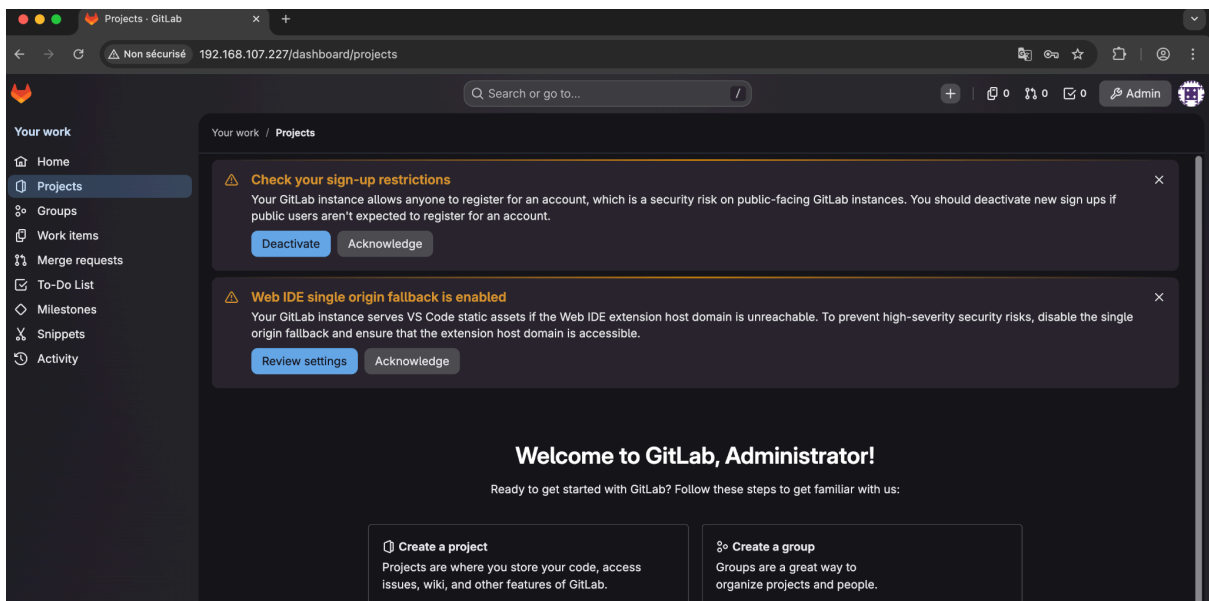 Projects · GitLab
Non sécurisé 192.168.107.227/dashboard/projects
Search or go to... /
0 0 0 Admin
Your work
Home
Projects
Groups
Work items
Merge requests
To-Do List
Milestones
Snippets
Activity
Your work / Projects
Check your sign-up restrictions
Your GitLab instance allows anyone to register for an account, which is a security risk on public-facing GitLab instances. You should deactivate new sign ups if
public users aren't expected to register for an account.
Deactivate Acknowledge
Web IDE single origin fallback is enabled
Your GitLab instance serves VS Code static assets if the Web IDE extension host domain is unreachable. To prevent high-severity security risks, disable the single
origin fallback and ensure that the extension host domain is accessible.
Review settings Acknowledge
Welcome to GitLab, Administrator!
Ready to get started with GitLab? Follow these steps to get familiar with us:
Create a project
Projects are where you store your code, access
issues, wiki, and other features of GitLab.
Create a group
Groups are a great way to
organize projects and people.